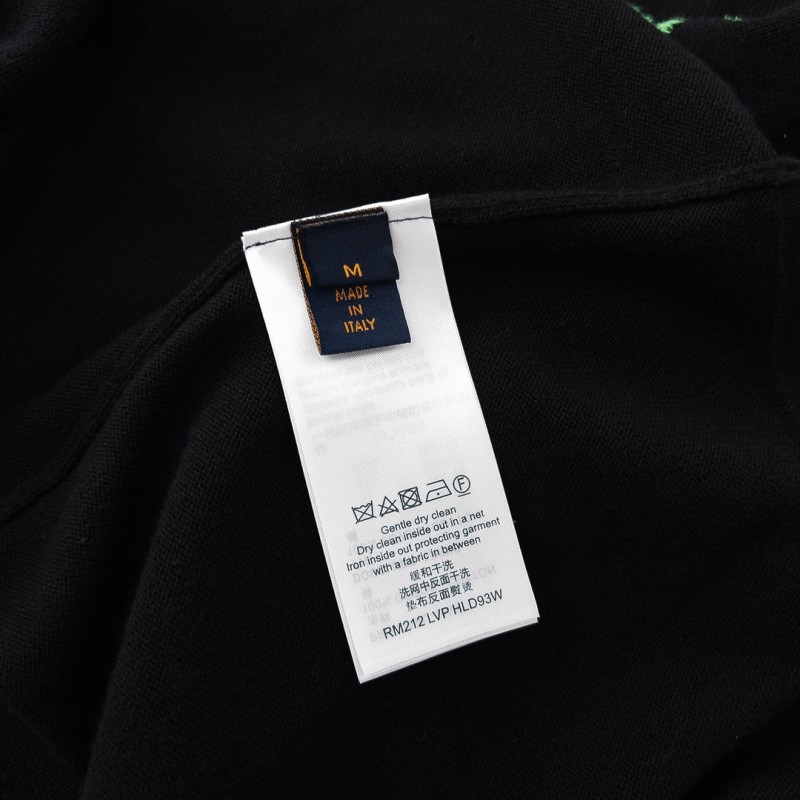 M
MADE
IN
ITALY
Gentle dry clean
Dry clean inside out in a net
Iron inside out protecting garment
with a fabric in between
缓和干洗
洗网中反面干洗
垫布反面熨烫
RM212 LVP HLD93W